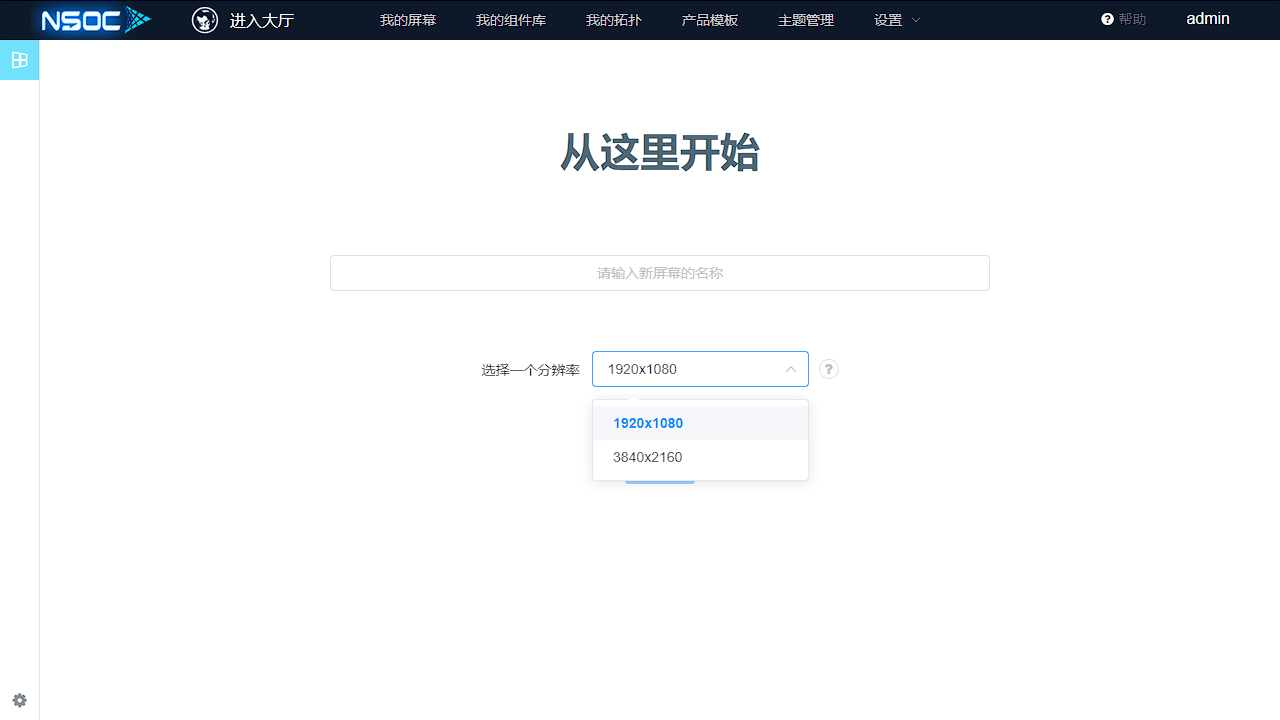 NSOC 进入大厅 我的屏幕 我的组件库 我的拓扑 产品模板 主题管理 设置 ? 帮助 admin
从这里开始
请输入新屏幕的名称
选择一个分辨率 1920x1080 ?
1920x1080
3840x2160